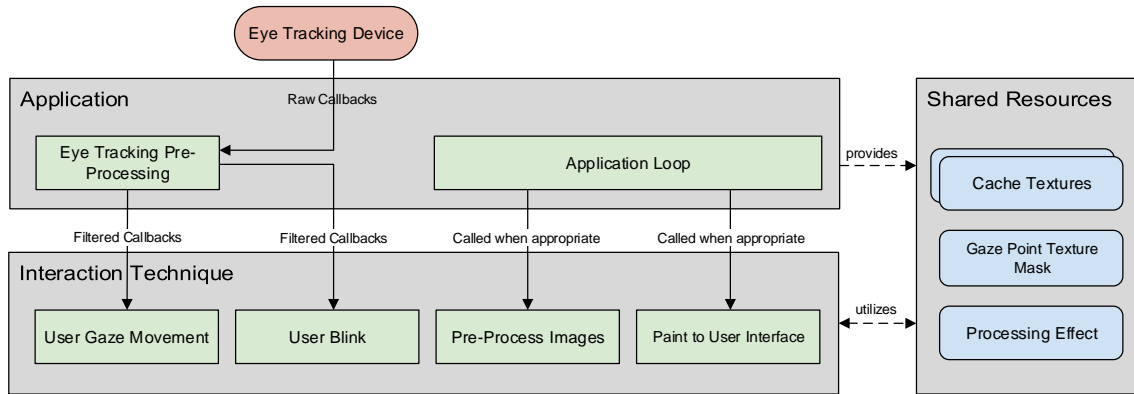 Eye Tracking Device
Application
Raw Callbacks
Shared Resources
Eye Tracking Pre-
Processing
Application Loop
provides
Cache Textures
Filtered Callbacks
Filtered Callbacks
Called when appropriate
Called when appropriate
Gaze Point Texture
Mask
Interaction Technique
utilizes
User Gaze Movement
User Blink
Pre-Process Images
Paint to User Interface
Processing Effect